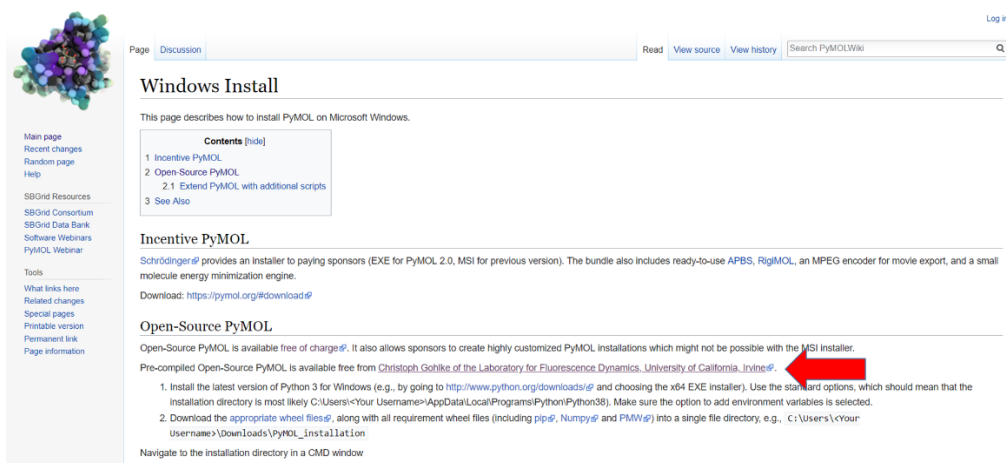 Log in
Page Discussion Read View source View history Search PyMOLWiki
Windows Install
This page describes how to install PyMOL on Microsoft Windows.
Contents [hide]
1 Incentive PyMOL
2 Open-Source PyMOL
2.1 Extend PyMOL with additional scripts
3 See Also
Main page
Recent changes
Random page
Help
SBGrid Resources
SBGrid Consortium
SBGrid Data Bank
Software Webinars
PyMOL Webinar
Tools
What links here
Related changes
Special pages
Printable version
Permanent link
Page information
Incentive PyMOL
Schrödinger provides an installer to paying sponsors (EXE for PyMOL 2.0, MSI for previous version). The bundle also includes ready-to-use APBS, RigiMOL, an MPEG encoder for movie export, and a small
molecule energy minimization engine.
Download: https://pymol.org/#download
Open-Source PyMOL
Open-Source PyMOL is available free of charge. It also allows sponsors to create highly customized PyMOL installations which might not be possible with the MSI installer.
Pre-compiled Open-Source PyMOL is available free from Christoph Gohlke of the Laboratory for Fluorescence Dynamics, University of California, Irvine.
1. Install the latest version of Python 3 for Windows (e.g., by going to http://www.python.org/downloads/ and choosing the x64 EXE installer). Use the standard options, which should mean that the
installation directory is most likely C:\Users\<Your Username>\AppData\Local\Programs\Python\Python38). Make sure the option to add environment variables is selected.
2. Download the appropriate wheel files, along with all requirement wheel files (including pip, Numpy and PMW) into a single file directory, e.g., C:\Users\<Your
Username>\Downloads\PyMOL_installation
Navigate to the installation directory in a CMD window